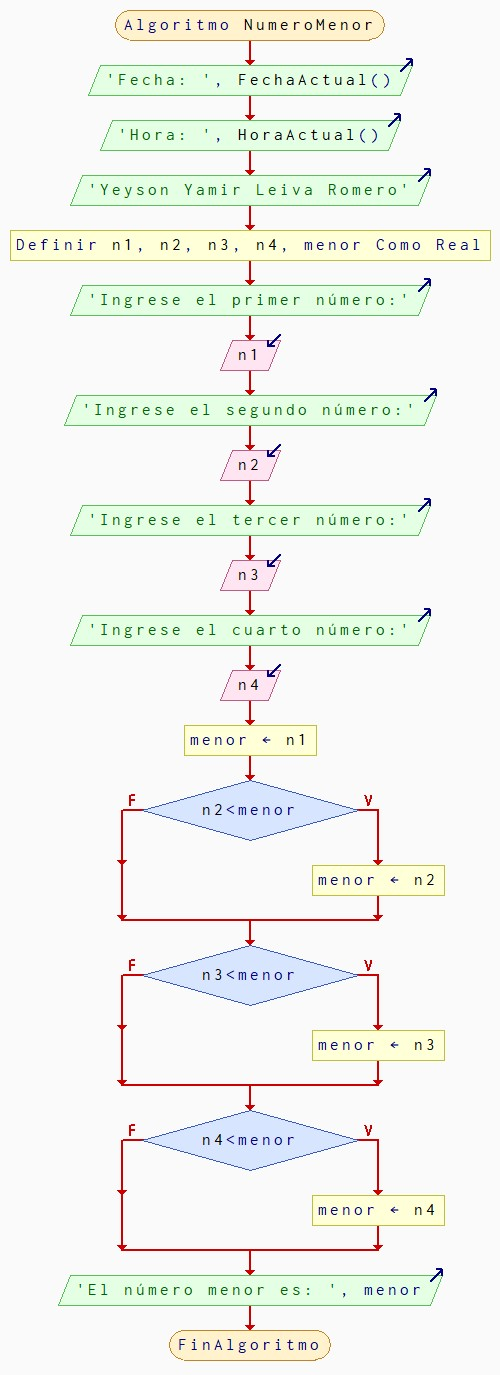 Algoritmo NumeroMenor
'Fecha: ', FechaActual()
'Hora: ', HoraActual()
'Yeyson Yamir Leiva Romero'
Definir n1, n2, n3, n4, menor Como Real
'Ingrese el primer número:'
n1
'Ingrese el segundo número:'
n2
'Ingrese el tercer número:'
n3
'Ingrese el cuarto número:'
n4
menor ← n1
F n2<menor V
menor ← n2
F n3<menor V
menor ← n3
F n4<menor V
menor ← n4
'El número menor es: ', menor
FinAlgoritmo